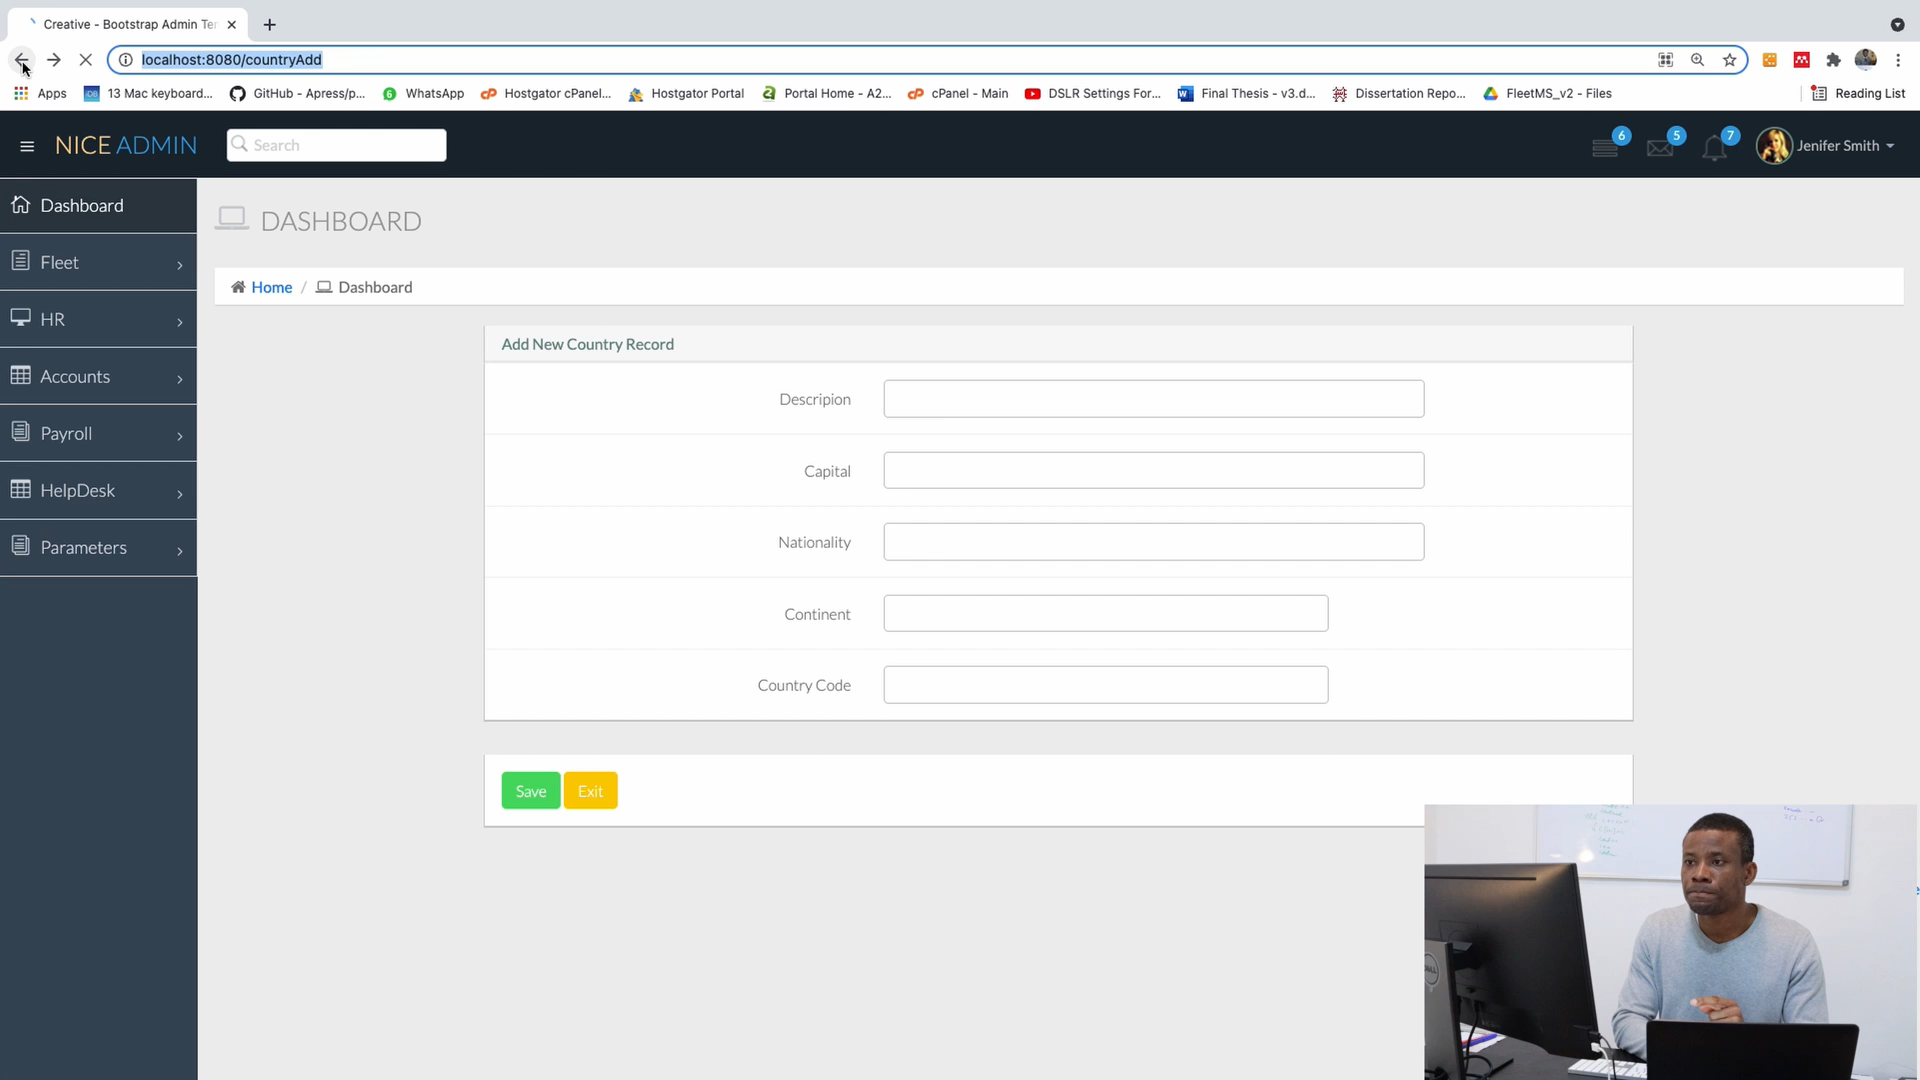 Creative - Bootstrap Admin Ter
localhost:8080/countryAdd
Apps 13 Mac keyboard... GitHub - Apress/p... WhatsApp Hostgator cPanel... Hostgator Portal Portal Home - A2... cPanel - Main DSLR Settings For... Final Thesis - v3.d... Dissertation Repo... FleetMS_v2 - Files Reading List
NICE ADMIN Search 6 5 7 Jenifer Smith
Dashboard
Fleet
HR
Accounts
Payroll
HelpDesk
Parameters
DASHBOARD
Home / Dashboard
Add New Country Record
Descripion
Capital
Nationality
Continent
Country Code
Save Exit
DELL